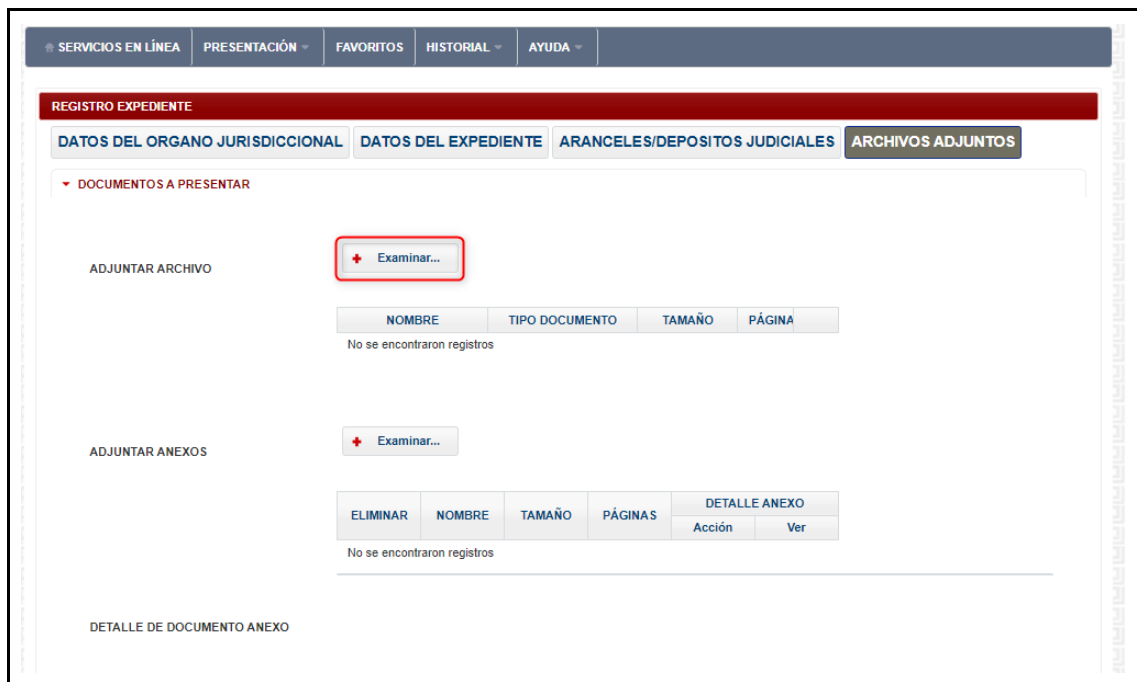 SERVICIOS EN LÍNEA PRESENTACIÓN FAVORITOS HISTORIAL AYUDA
REGISTRO EXPEDIENTE
DATOS DEL ORGANO JURISDICCIONAL DATOS DEL EXPEDIENTE ARANCELES/DEPOSITOS JUDICIALES ARCHIVOS ADJUNTOS
DOCUMENTOS A PRESENTAR
ADJUNTAR ARCHIVO Examinar...
NOMBRE TIPO DOCUMENTO TAMAÑO PÁGINA
No se encontraron registros
ADJUNTAR ANEXOS Examinar...
ELIMINAR NOMBRE TAMAÑO PÁGINAS DETALLE ANEXO
Acción Ver
No se encontraron registros
DETALLE DE DOCUMENTO ANEXO